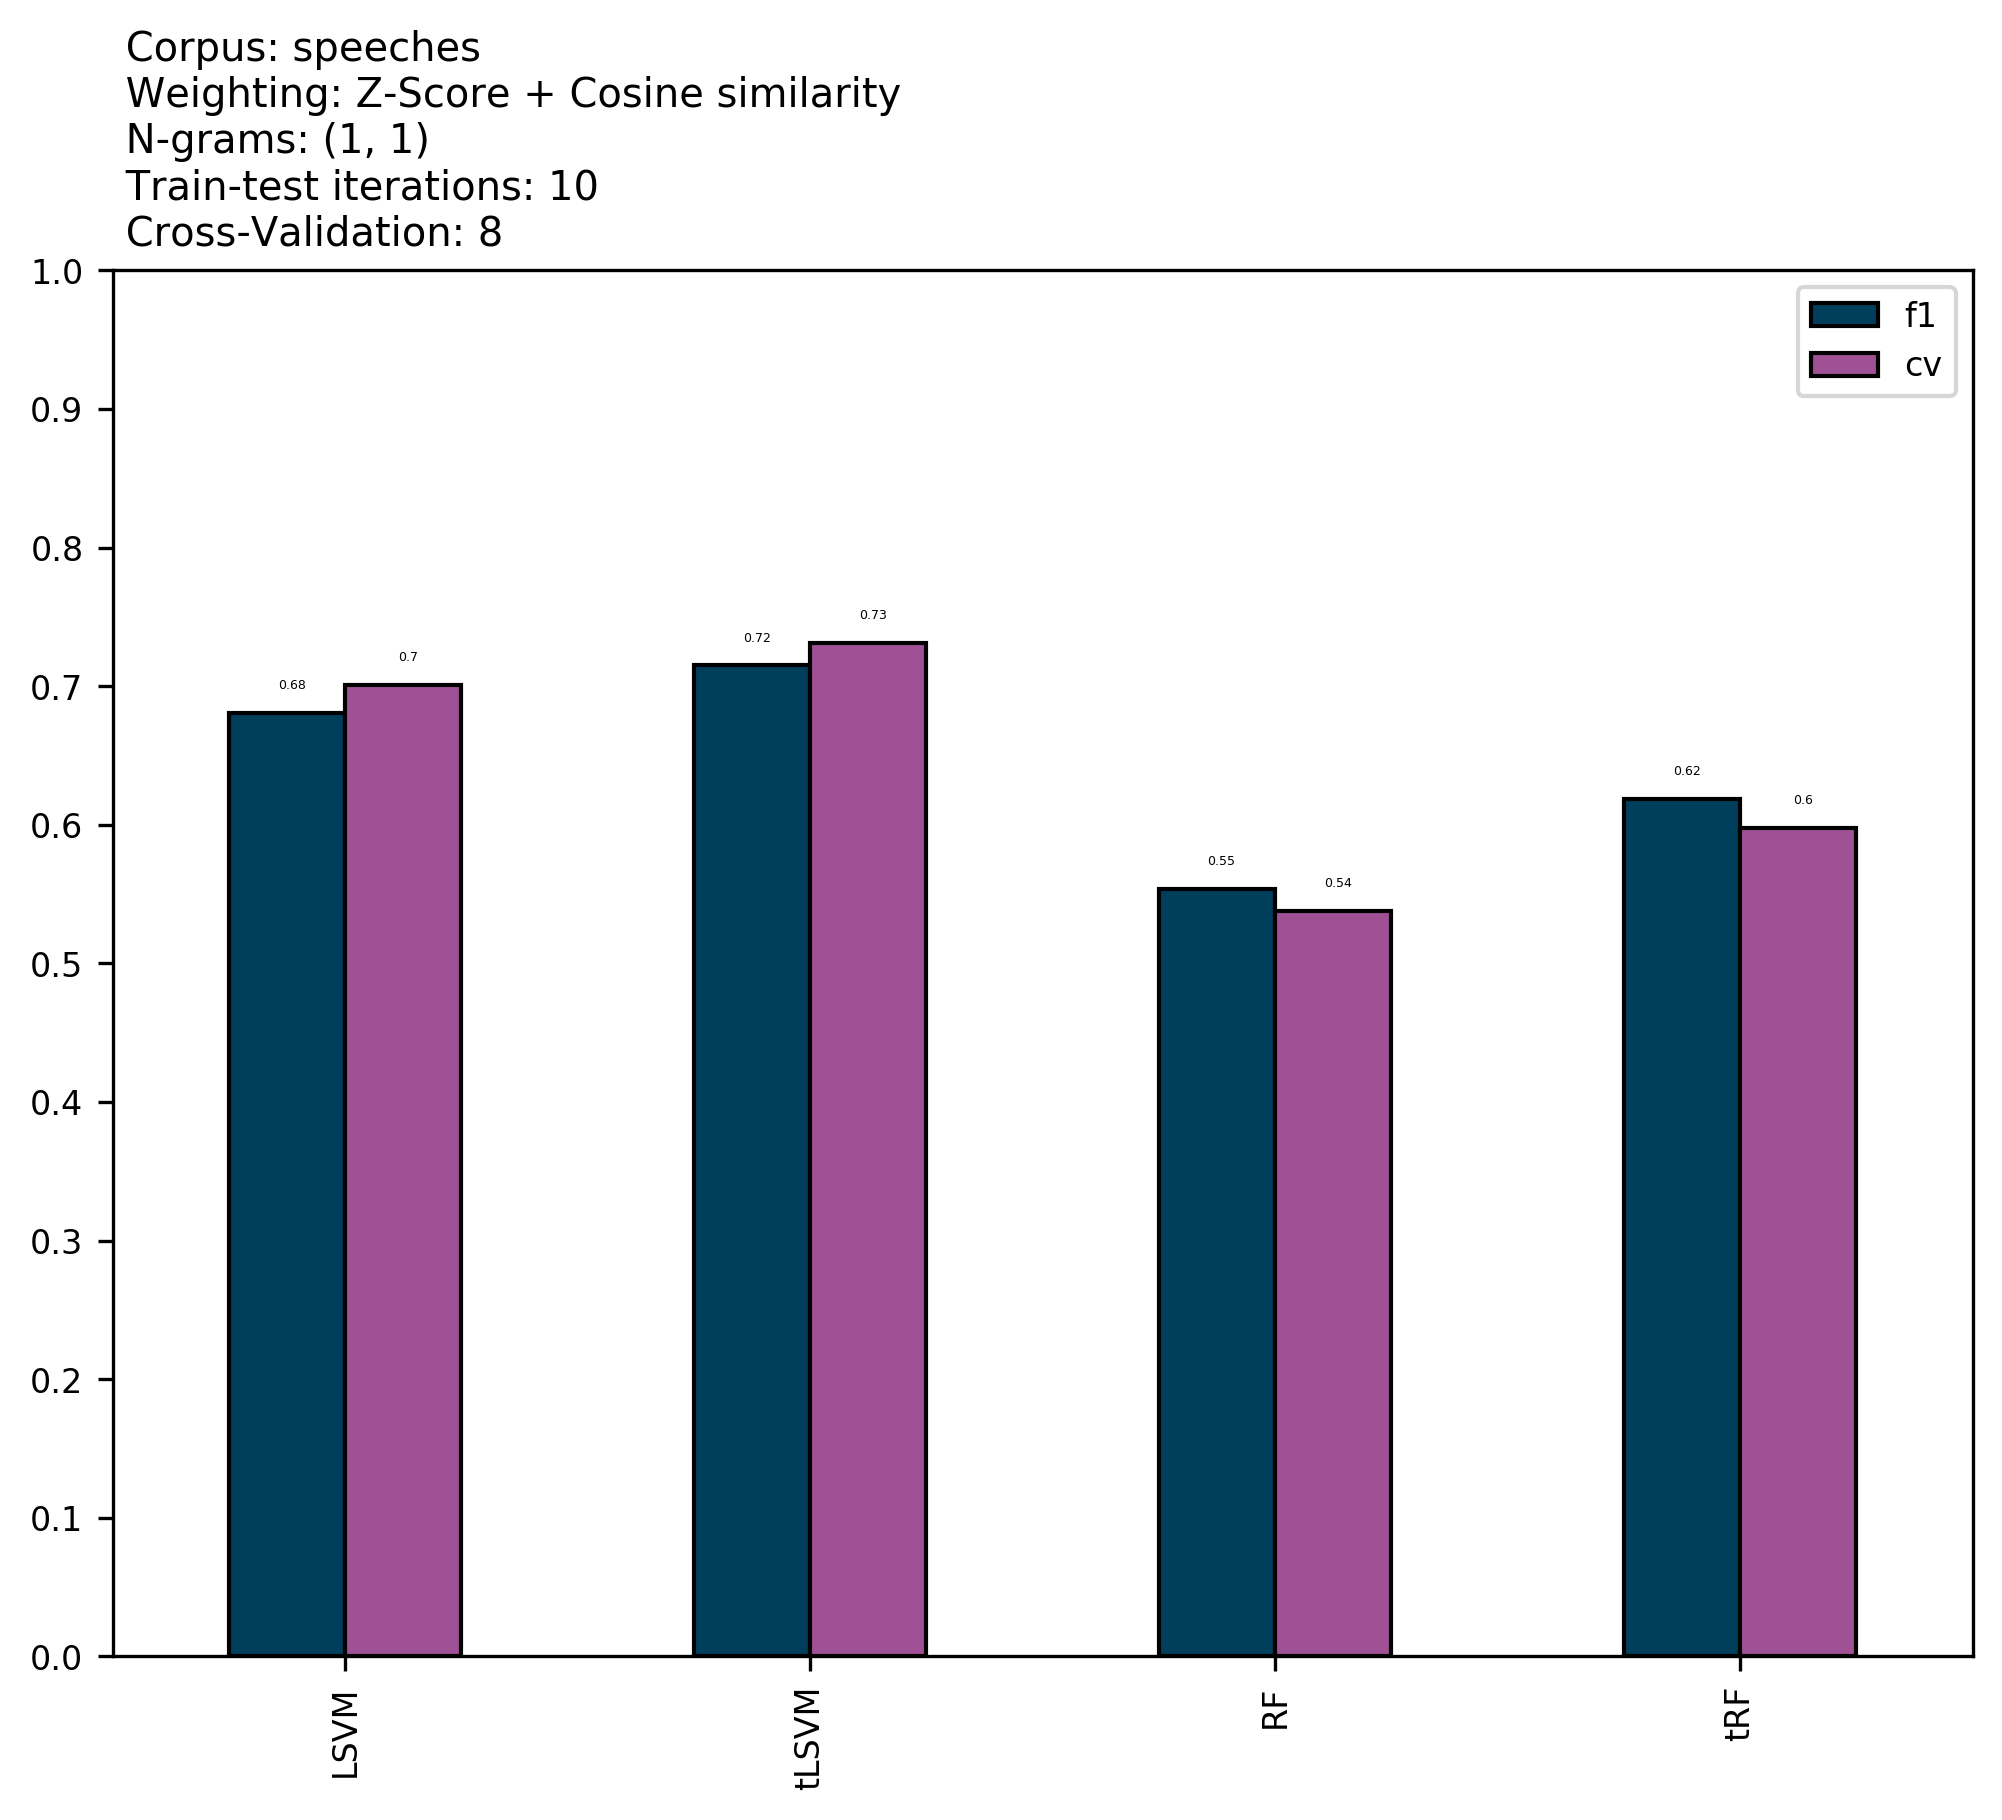 Corpus: speeches
Weighting: Z-Score + Cosine similarity
N-grams: (1, 1)
Train-test iterations: 10
Cross-Validation: 8
1.0
0.9
0.8
0.7
0.6
0.5
0.4
0.3
0.2
0.1
0.0
f1
cv
0.68
0.7
0.72
0.73
0.55
0.54
0.62
0.6
LSVM
tLSVM
RF
tRF